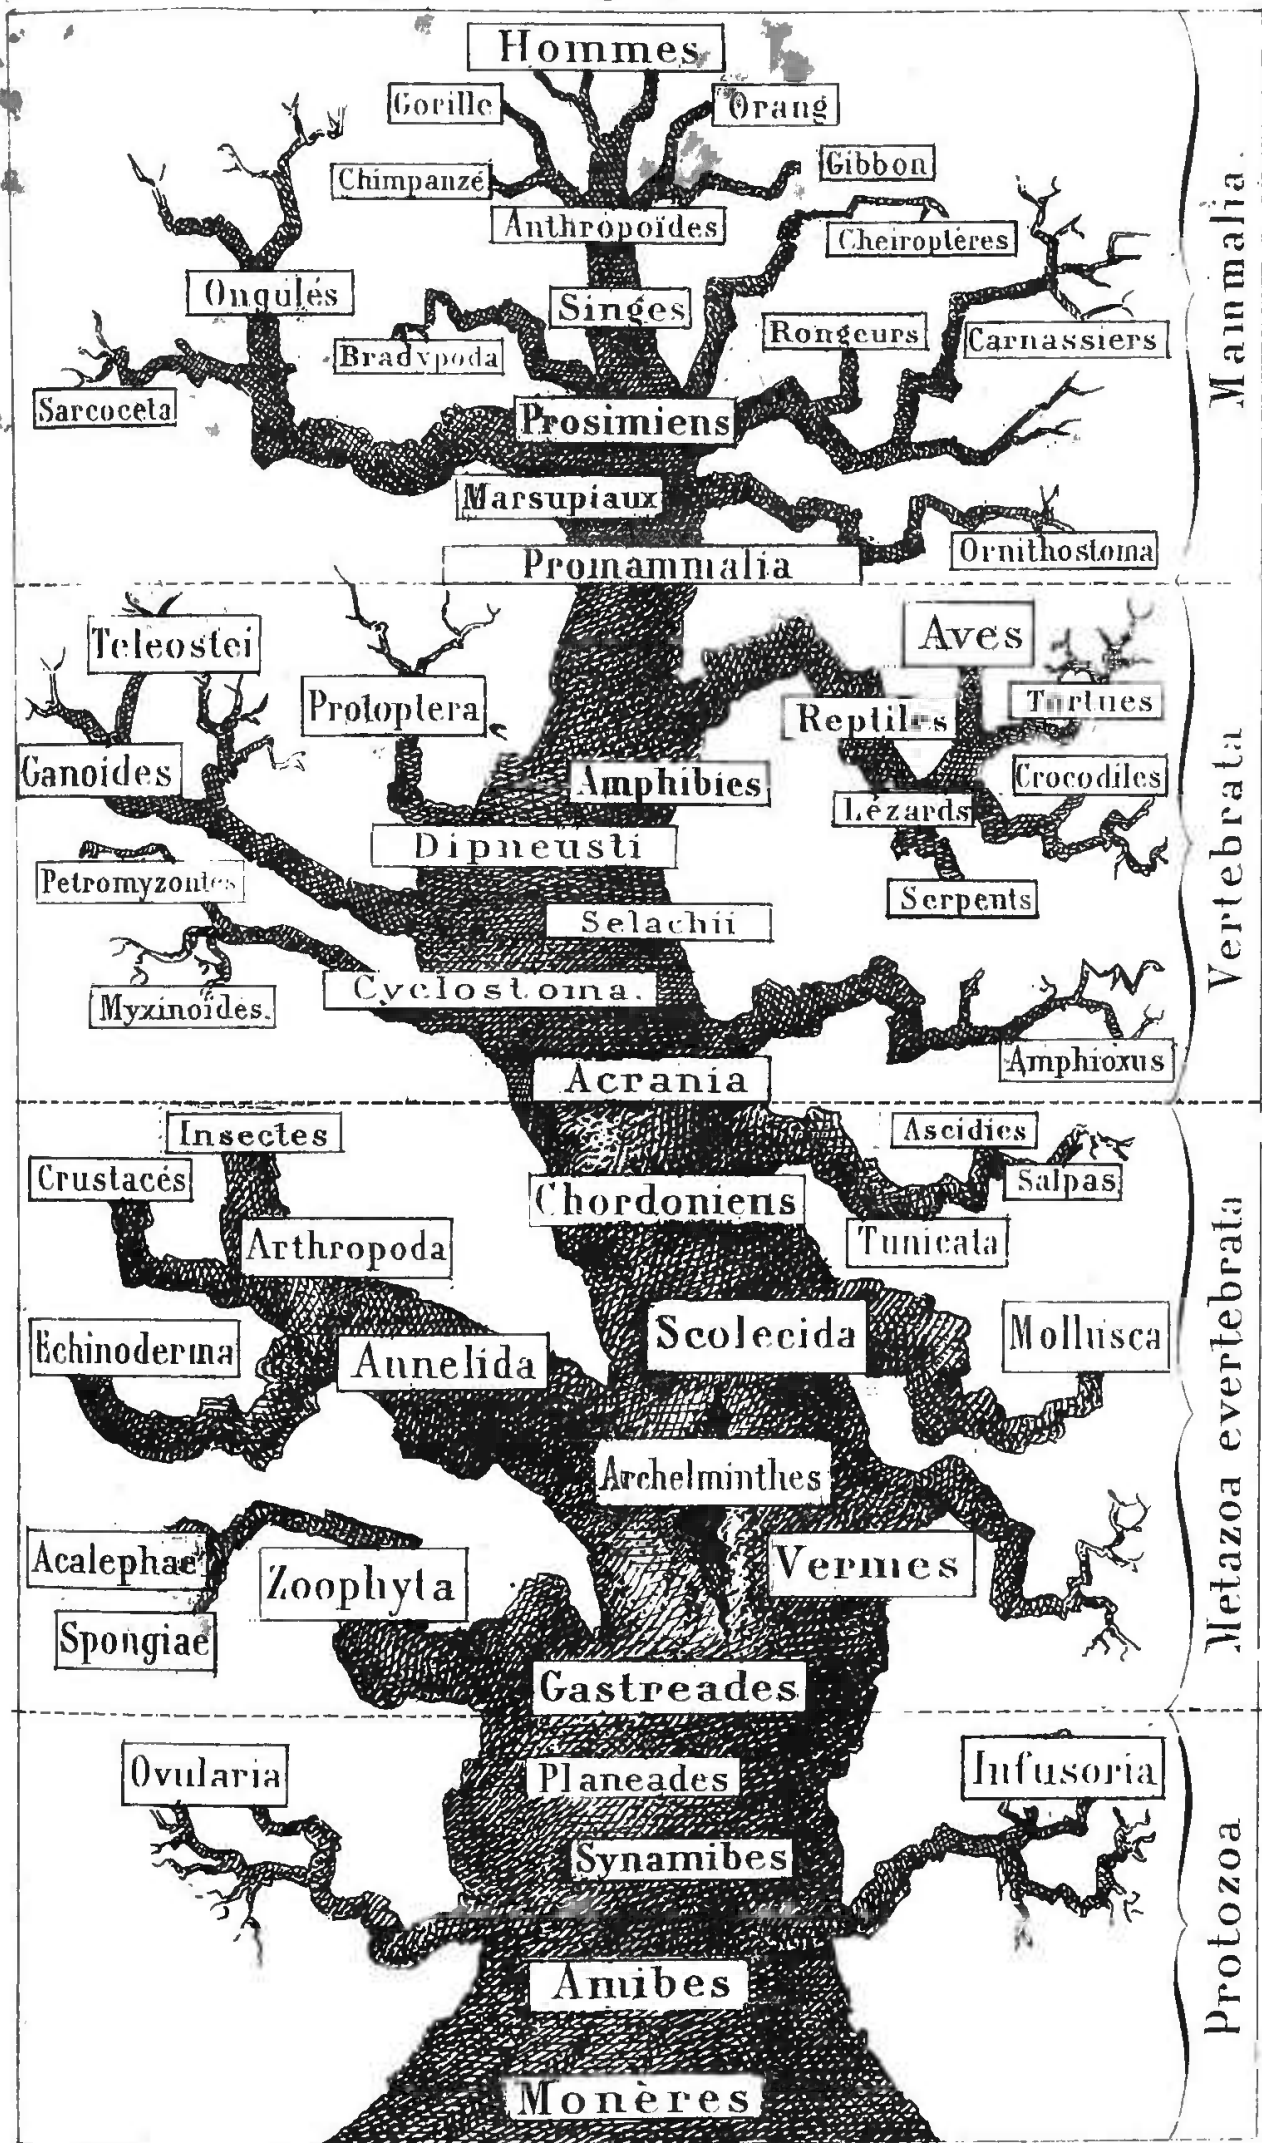 Hommes
Gorille
Orang
Chimpanzé
Gibbon
Anthropoïdes
Cheiroptères
Ongulés
Singes
Rongeurs
Carnassiers
Bradypoda
Sarcoceta
Prosimiens
Marsupiaux
Ornithostoma
Promammalia
Mammalia.
Teleostei
Aves
Protoptera
Reptiles
Tortues
Ganoides
Amphibies
Crocodiles
Lézards
Dipneusti
Petromyzontes
Serpents
Selachii
Cyclostoma.
Myxinoïdes.
Amphioxus
Acrania
Vertebrata
Insectes
Ascidies
Crustacés
Salpas
Chordoniens
Arthropoda
Tunicata
Echinoderma
Scolecida
Mollusca
Annelida
Archelminthes
Acalephae
Zoophyta
Vermes
Spongiae
Gastreades
Metazoa evertebrata
Ovularia
Planeades
Infusoria
Synamibes
Amibes
Monères
Protozoa